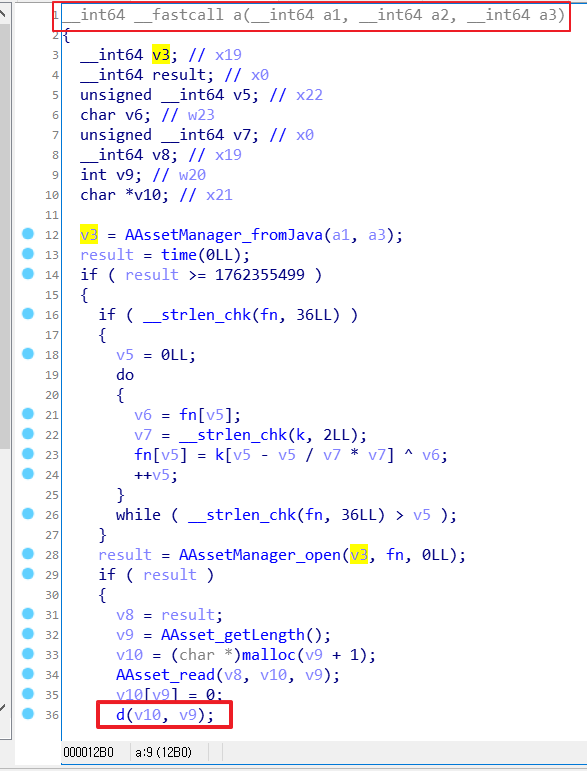 1 __int64 __fastcall a(__int64 a1, __int64 a2, __int64 a3)
2 {
3 __int64 v3; // x19
4 __int64 result; // x0
5 unsigned __int64 v5; // x22
6 char v6; // w23
7 unsigned __int64 v7; // x0
8 __int64 v8; // x19
9 int v9; // w20
10 char *v10; // x21
11
12 v3 = AAssetManager_fromJava(a1, a3);
13 result = time(0LL);
14 if ( result >= 1762355499 )
15 {
16 if ( __strlen_chk(fn, 36LL) )
17 {
18 v5 = 0LL;
19 do
20 {
21 v6 = fn[v5];
22 v7 = __strlen_chk(k, 2LL);
23 fn[v5] = k[v5 - v5 / v7 * v7] ^ v6;
24 ++v5;
25 }
26 while ( __strlen_chk(fn, 36LL) > v5 );
27 }
28 result = AAssetManager_open(v3, fn, 0LL);
29 if ( result )
30 {
31 v8 = result;
32 v9 = AAsset_getLength();
33 v10 = (char *)malloc(v9 + 1);
34 AAsset_read(v8, v10, v9);
35 v10[v9] = 0;
36 d(v10, v9);
000012B0 a:9 (12B0)